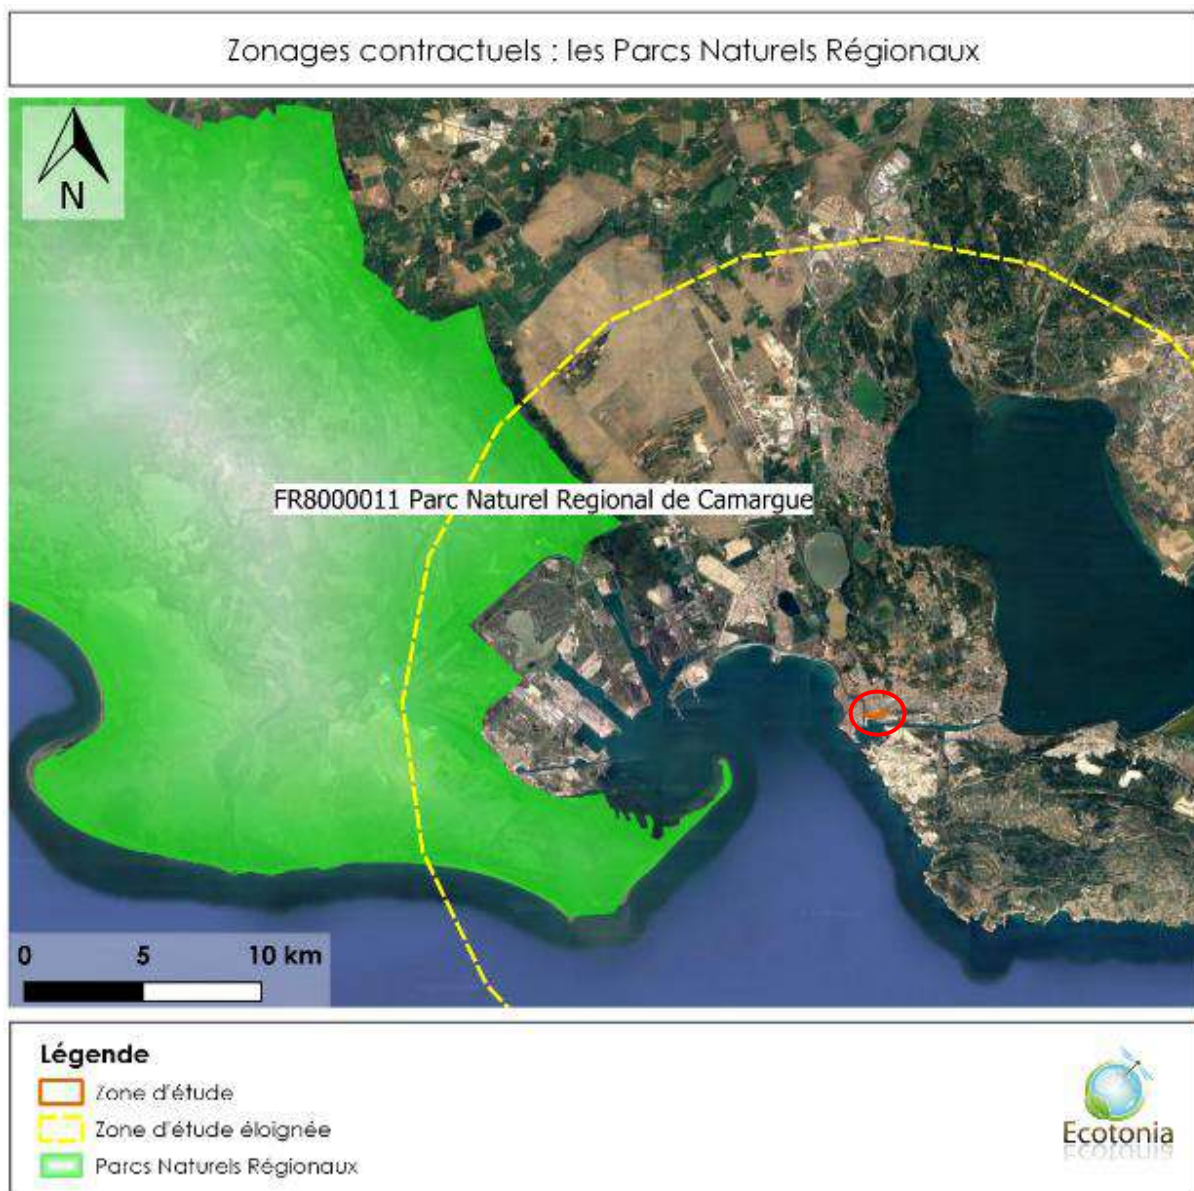 Zonages contractuels : les Parcs Naturels Régionaux
N
FR8000011 Parc Naturel Regional de Camargue
0 5 10 km
Légende
Zone d'étude
Zone d'étude éloignée
Parcs Naturels Régionaux
Ecotonia